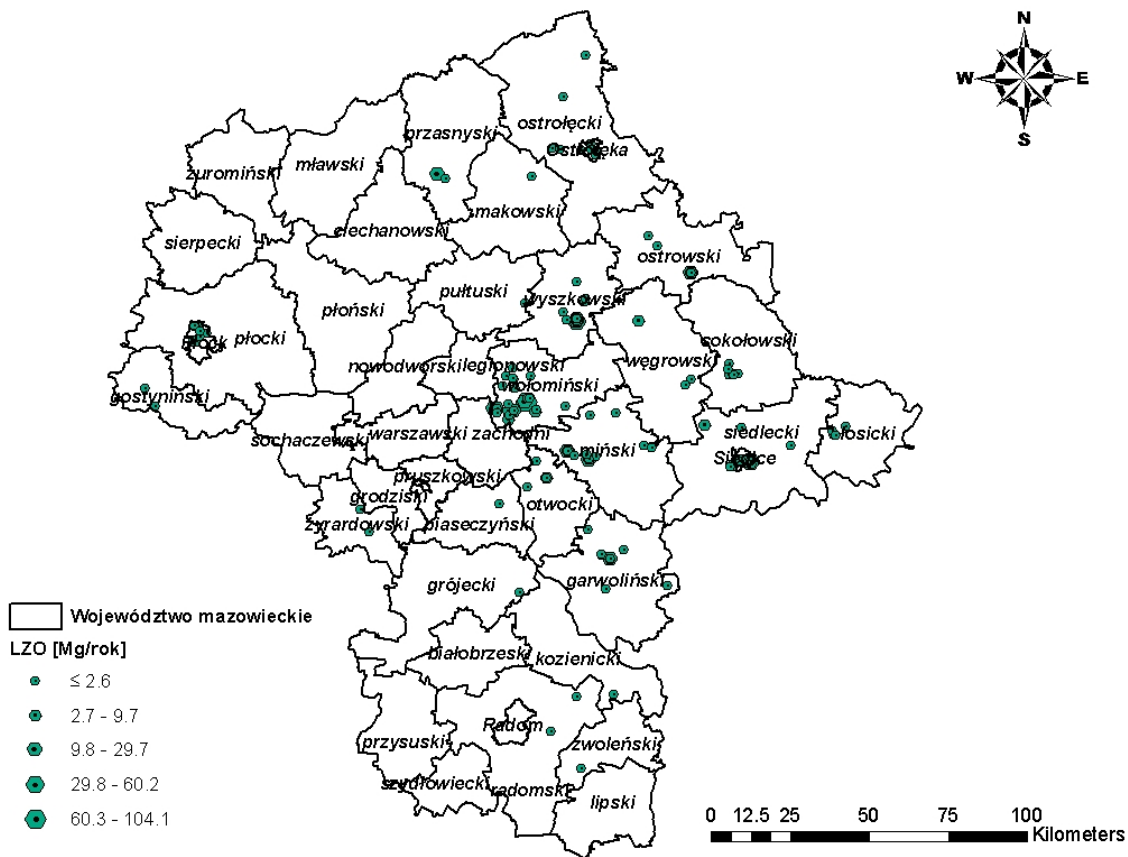 N
W E
S
ostrołęcki
przasnyski
Ostrołęka
mławski
żuromiński
makowski
ciechanowski
sierpecki
ostrowski
pułtuski
wyszkowski
płoński
płocki
Płock
sokołowski
węgrowski
nowodworski
legionowski
wołomiński
gostyniński
siedlecki
łosicki
sochaczewski
warszawski zachodni
miński
Siedlce
pruszkowski
grodziski
otwocki
żyrardowski
piaseczyński
garwoliński
grójecki
białobrzeski
kozienicki
Radom
przysuski
zwoleński
szydłowiecki
radomski
lipski
Województwo mazowieckie
LZO [Mg/rok]
≤ 2.6
2.7 - 9.7
9.8 - 29.7
29.8 - 60.2
60.3 - 104.1
0 12.5 25 50 75 100
Kilometers